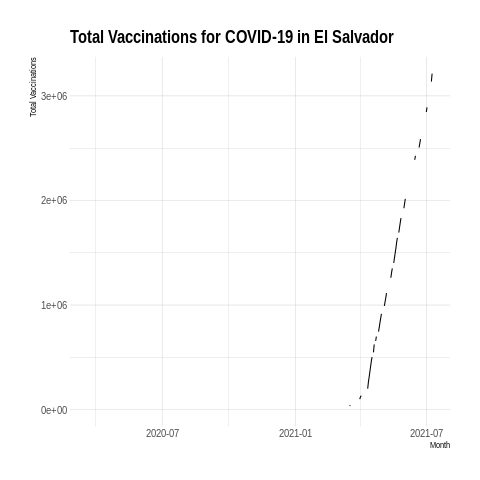 Total Vaccinations for COVID-19 in El Salvador
Total Vaccinations
3e+06
2e+06
1e+06
0e+00
2020-07
2021-01
2021-07
Month